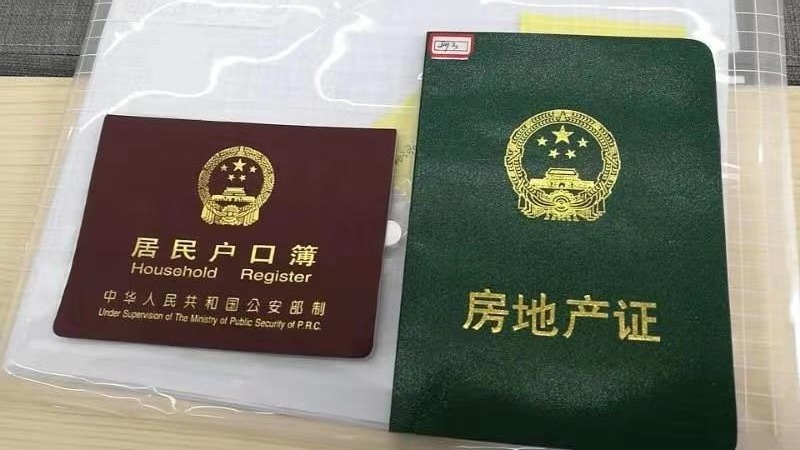 居民户口簿
Household Register
中华人民共和国公安部制
Under Supervision of The Ministry of Public Security of P.R.C.
房地产证